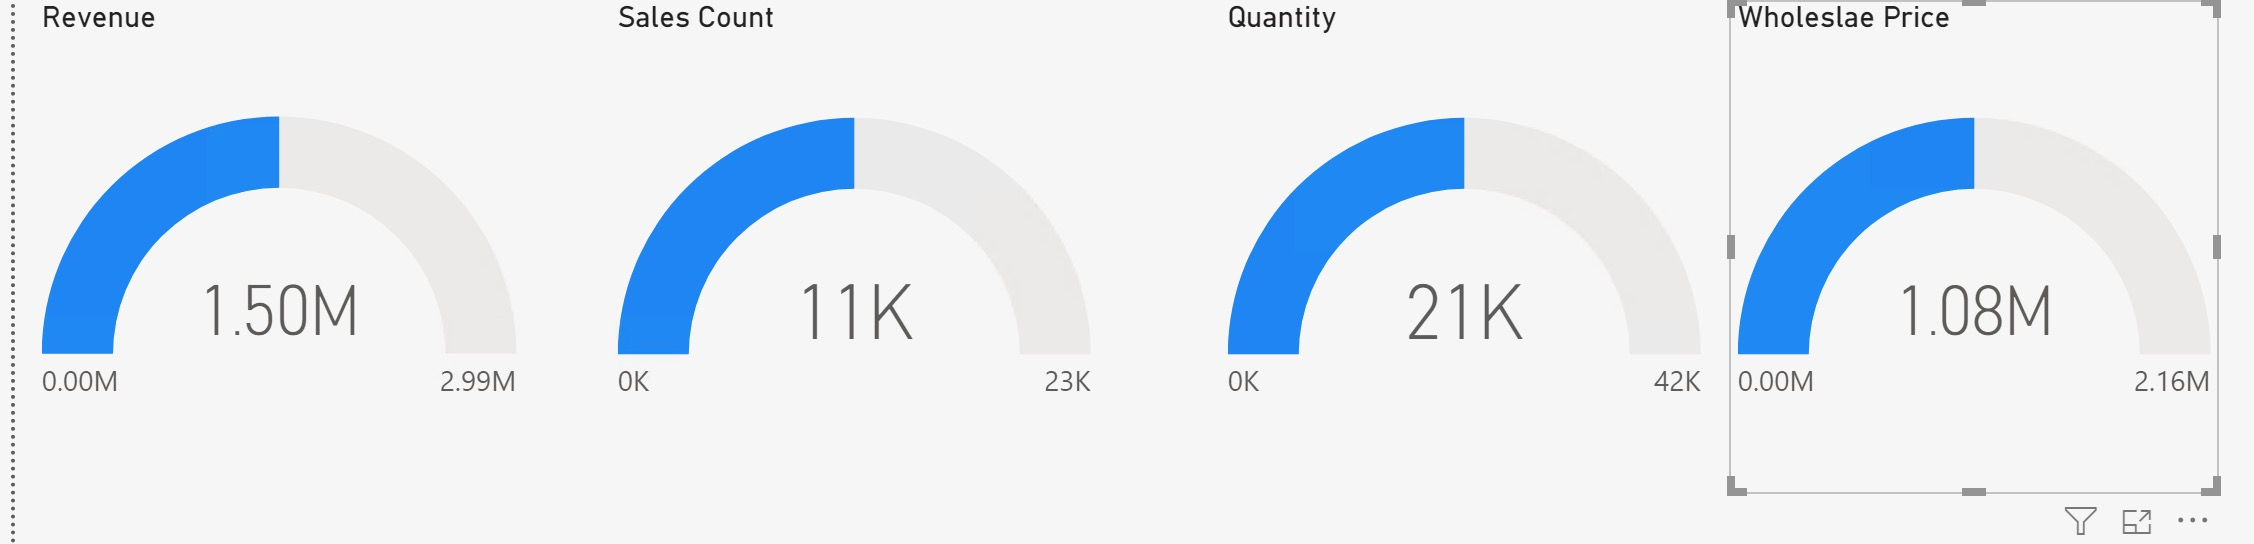 Revenue
Sales Count
Quantity
Wholeslae Price
1.50M
11K
21K
1.08M
0.00M
2.99M
0K
23K
0K
42K
0.00M
2.16M